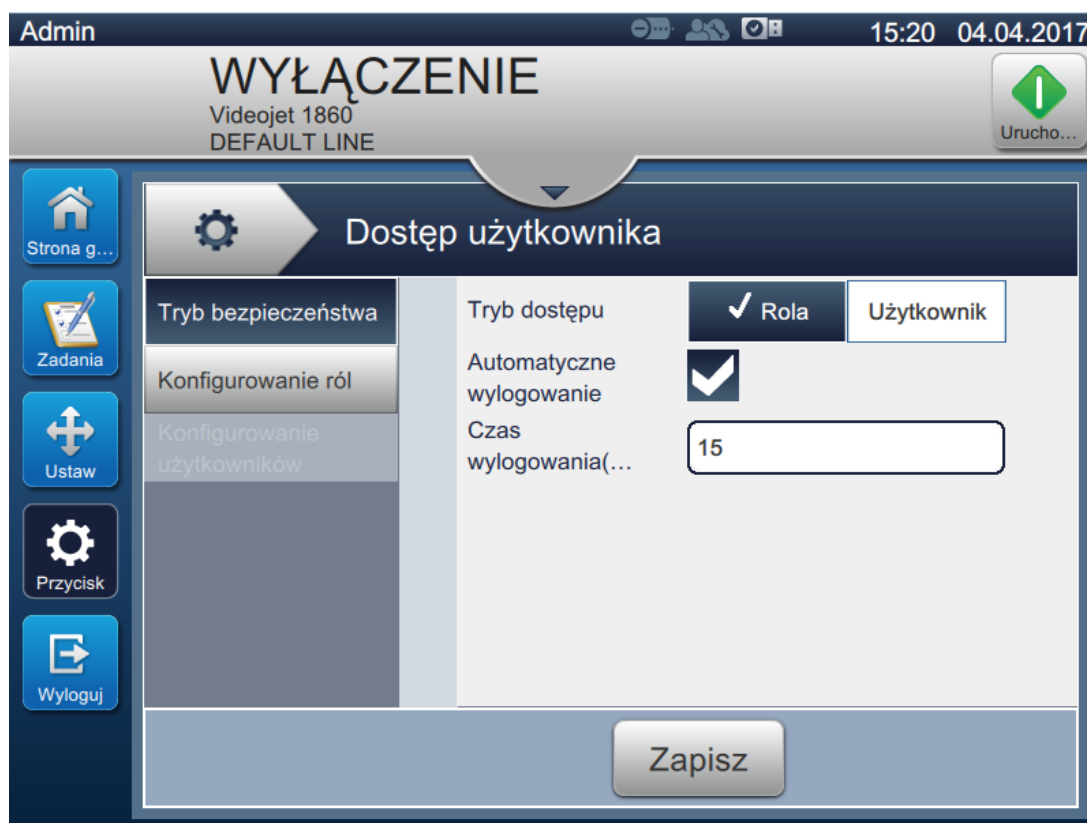 Admin
15:20 04.04.2017
WYŁĄCZENIE
Videojet 1860
DEFAULT LINE
Urucho...
Strona g...
Zadania
Ustaw
Przycisk
Wyloguj
Dostęp użytkownika
Tryb bezpieczeństwa
Konfigurowanie ról
Konfigurowanie
użytkowników
Tryb dostępu
Rola
Użytkownik
Automatyczne
wylogowanie
Czas
wylogowania(...
15
Zapisz